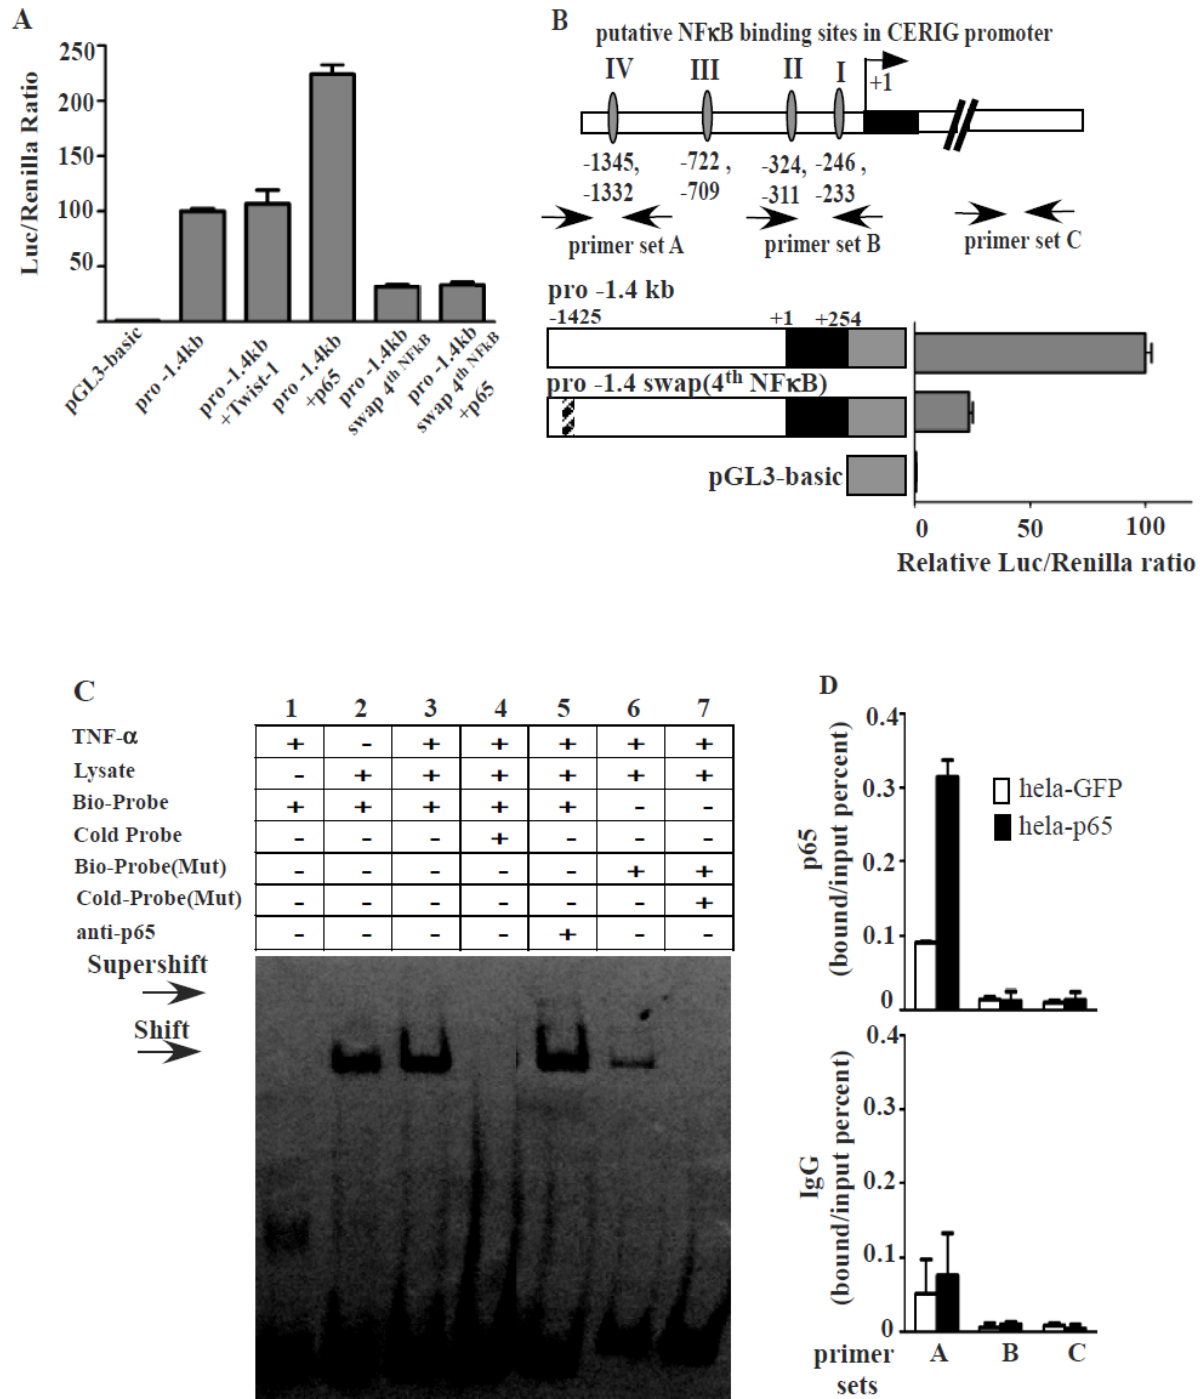 A
Luc/Renilla Ratio
250
200
150
100
50
pGL3-basic
pro -1.4kb
pro -1.4kb
+Twist-1
pro -1.4kb
+p65
pro -1.4kb
swap 4th NFκB
pro -1.4kb
swap 4th NFκB
+p65
B
putative NFκB binding sites in CERIG promoter
IV III II I
+1
-1345, -722 , -324, -246 ,
-1332 -709 -311 -233
primer set A primer set B primer set C
pro -1.4 kb
-1425 +1 +254
pro -1.4 swap(4th NFκB)
pGL3-basic
0 50 100
Relative Luc/Renilla ratio
C
1 2 3 4 5 6 7
TNF-α + - + + + + +
Lysate - + + + + + +
Bio-Probe + + + + + - -
Cold Probe - - - + - - -
Bio-Probe(Mut) - - - - - + +
Cold-Probe(Mut) - - - - - - +
anti-p65 - - - - + - -
Supershift
Shift
D
p65
(bound/input percent)
0.4
0.3
0.2
0.1
0
hela-GFP
hela-p65
IgG
(bound/input percent)
0.4
0.3
0.2
0.1
0
primer sets A B C